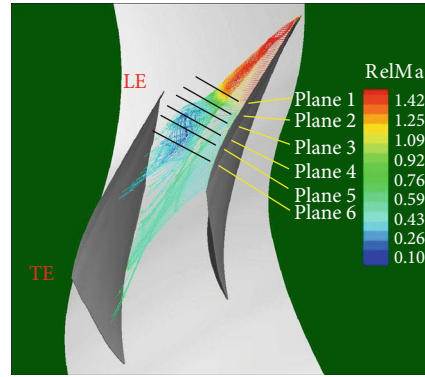 LE
RelMa
Plane 1
Plane 2
Plane 3
Plane 4
Plane 5
Plane 6
1.42
1.25
1.09
0.92
0.76
0.59
0.43
0.26
0.10
TE